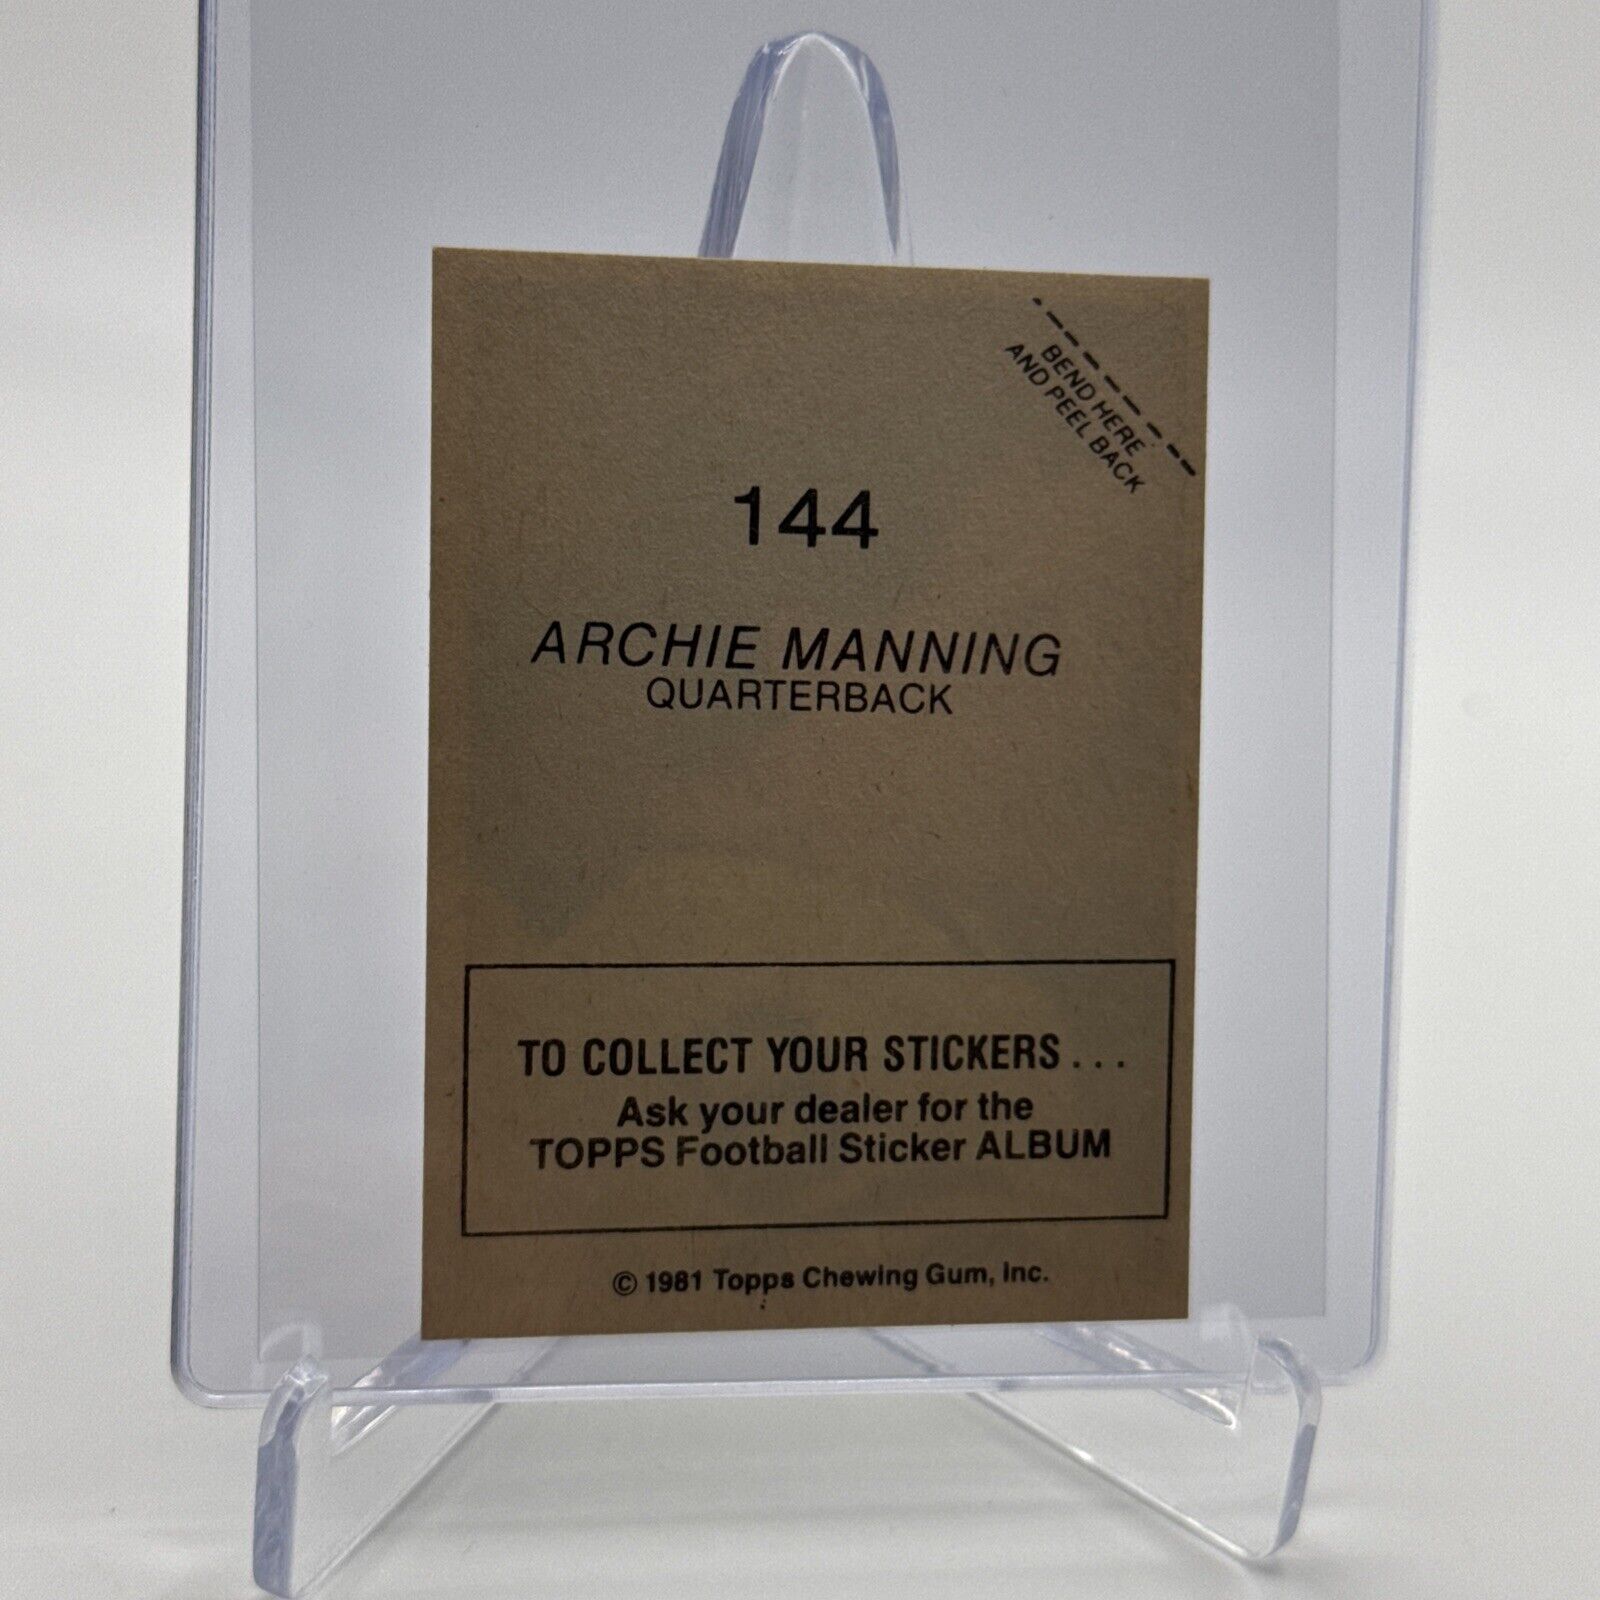 BEND HERE
AND PEEL BACK
144
ARCHIE MANNING
QUARTERBACK
TO COLLECT YOUR STICKERS...
Ask your dealer for the
TOPPS Football Sticker ALBUM
© 1981 Topps Chewing Gum, Inc.